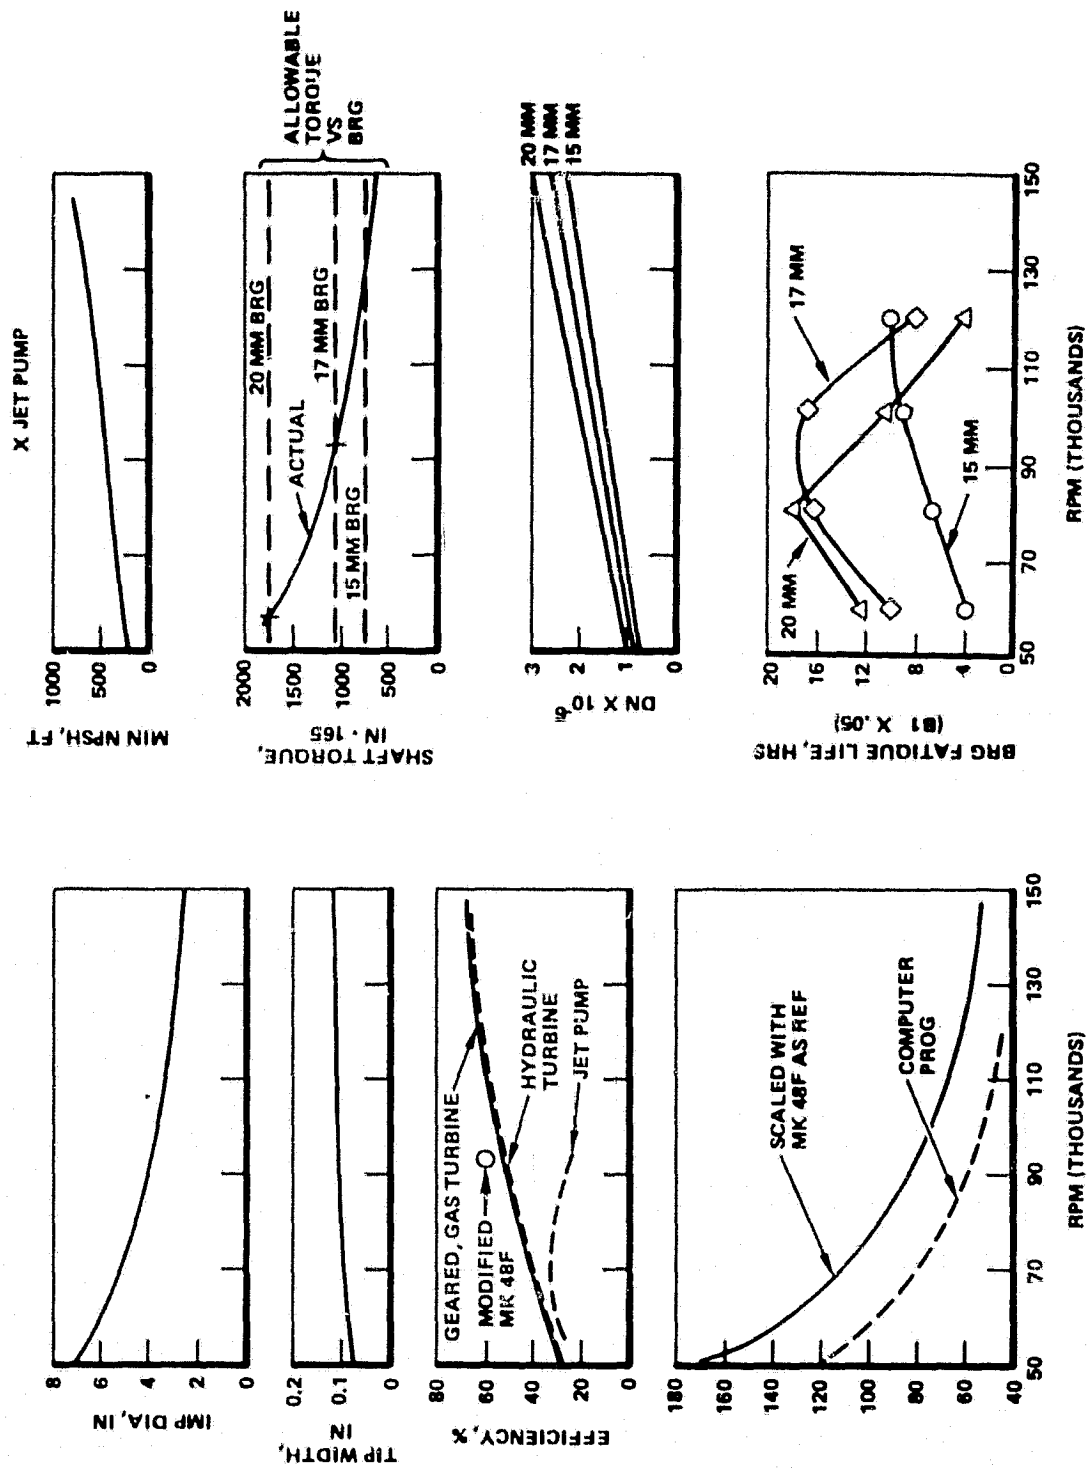 X JET PUMP
MIN NPSH, FT
1000
500
0
SHAFT TORQUE,
IN · 165
2000
1500
1000
500
0
20 MM BRG
ACTUAL
17 MM BRG
15 MM BRG
ALLOWABLE
TORQUE
VS
BRG
DN X 10-6
3
2
1
0
20 MM
17 MM
15 MM
BRG FATIQUE LIFE, HRS
(B1 X .05)
20
16
12
8
4
0
20 MM
17 MM
15 MM
50
70
90
110
130
150
RPM (THOUSANDS)
IMP DIA, IN
8
6
4
2
0
TIP WIDTH,
IN
0.2
0.1
0
EFFICIENCY, %
80
60
40
20
0
GEARED, GAS TURBINE
MODIFIED
MK 48F
HYDRAULIC
TURBINE
JET PUMP
180
160
140
120
100
80
60
40
SCALED WITH
MK 48F AS REF
COMPUTER
PROG
50
70
90
110
130
150
RPM (THOUSANDS)